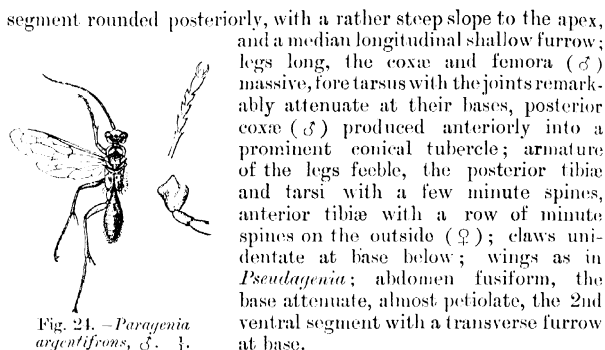 segment rounded posteriorly, with a rather steep slope to the apex,
and a median longitudinal shallow furrow;
legs long, the coxæ and femora (♂)
massive, fore tarsus with the joints remark-
ably attenuate at their bases, posterior
coxæ (♂) produced anteriorly into a
prominent conical tubercle; armature
of the legs feeble, the posterior tibiæ
and tarsi with a few minute spines,
anterior tibiæ with a row of minute
spines on the outside (♀); claws uni-
dentate at base below; wings as in
Pseudagenia; abdomen fusiform, the
base attenuate, almost petiolate, the 2nd
ventral segment with a transverse furrow
at base.
Fig. 24. —Paragenia
argentifrons, ♂.